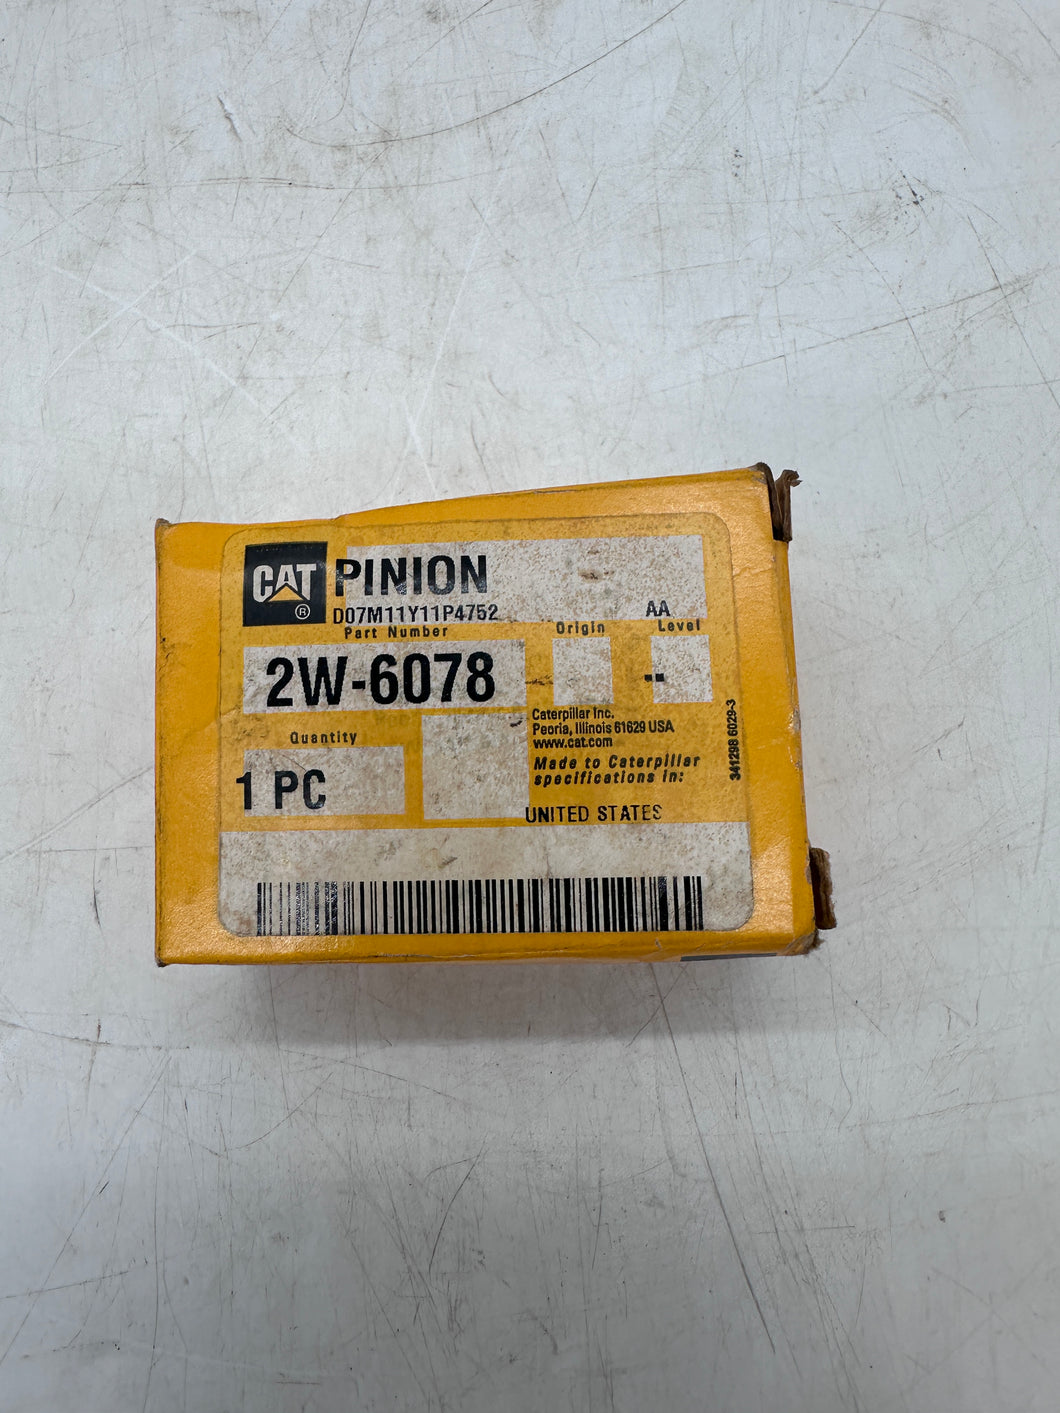 CAT ®
PINION
D07M11Y11P4752
AA
Part Number
Origin
Level
2W-6078
--
Caterpillar Inc.
Peoria, Illinois 61629 USA
www.cat.com
Quantity
Made to Caterpillar
specifications in:
1 PC
UNITED STATES
341298 6029-3